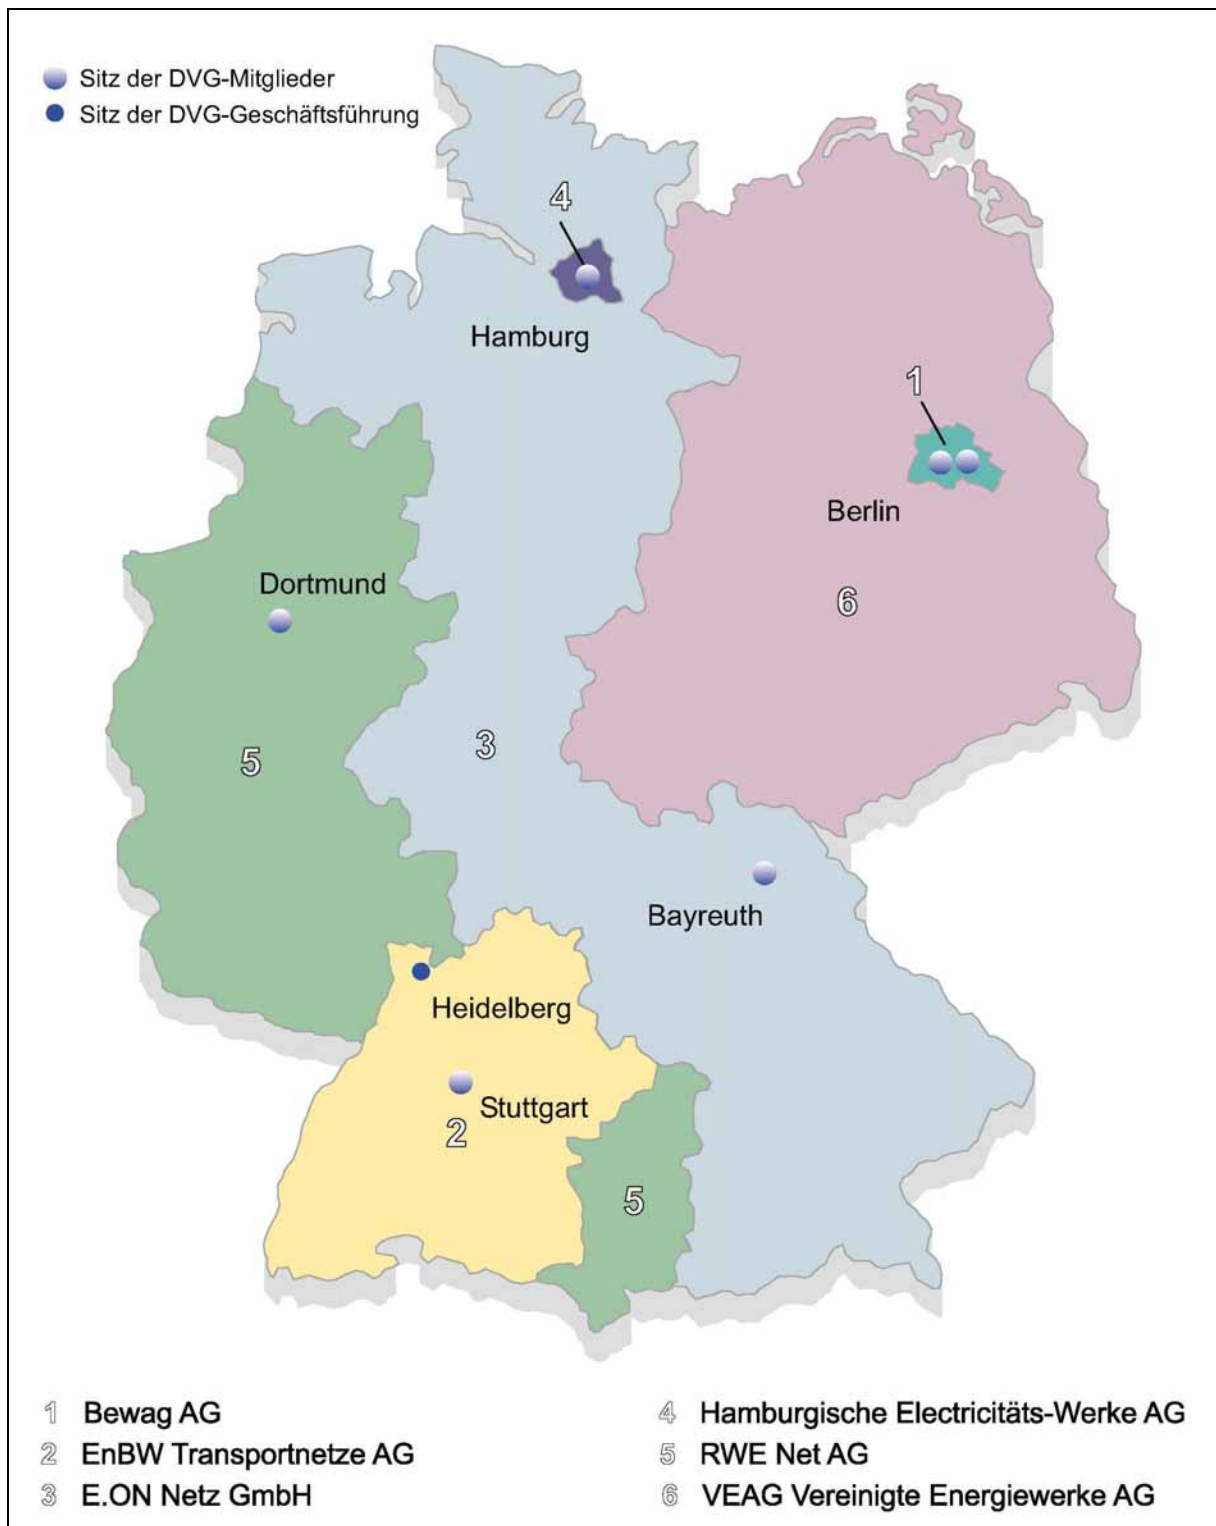 Sitz der DVG-Mitglieder
Sitz der DVG-Geschäftsführung
4
Hamburg
1
Berlin
Dortmund
6
3
5
Bayreuth
Heidelberg
Stuttgart
2
5
1 Bewag AG
2 EnBW Transportnetze AG
3 E.ON Netz GmbH
4 Hamburgische Electricitäts-Werke AG
5 RWE Net AG
6 VEAG Vereinigte Energiewerke AG